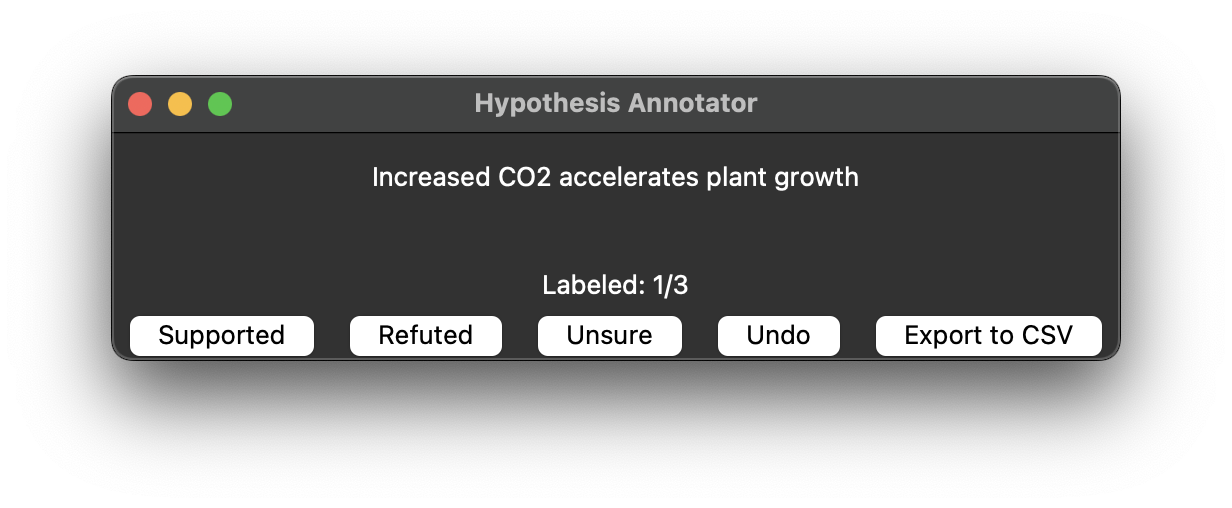 Hypothesis Annotator
Increased CO2 accelerates plant growth
Labeled: 1/3
Supported Refuted Unsure Undo Export to CSV